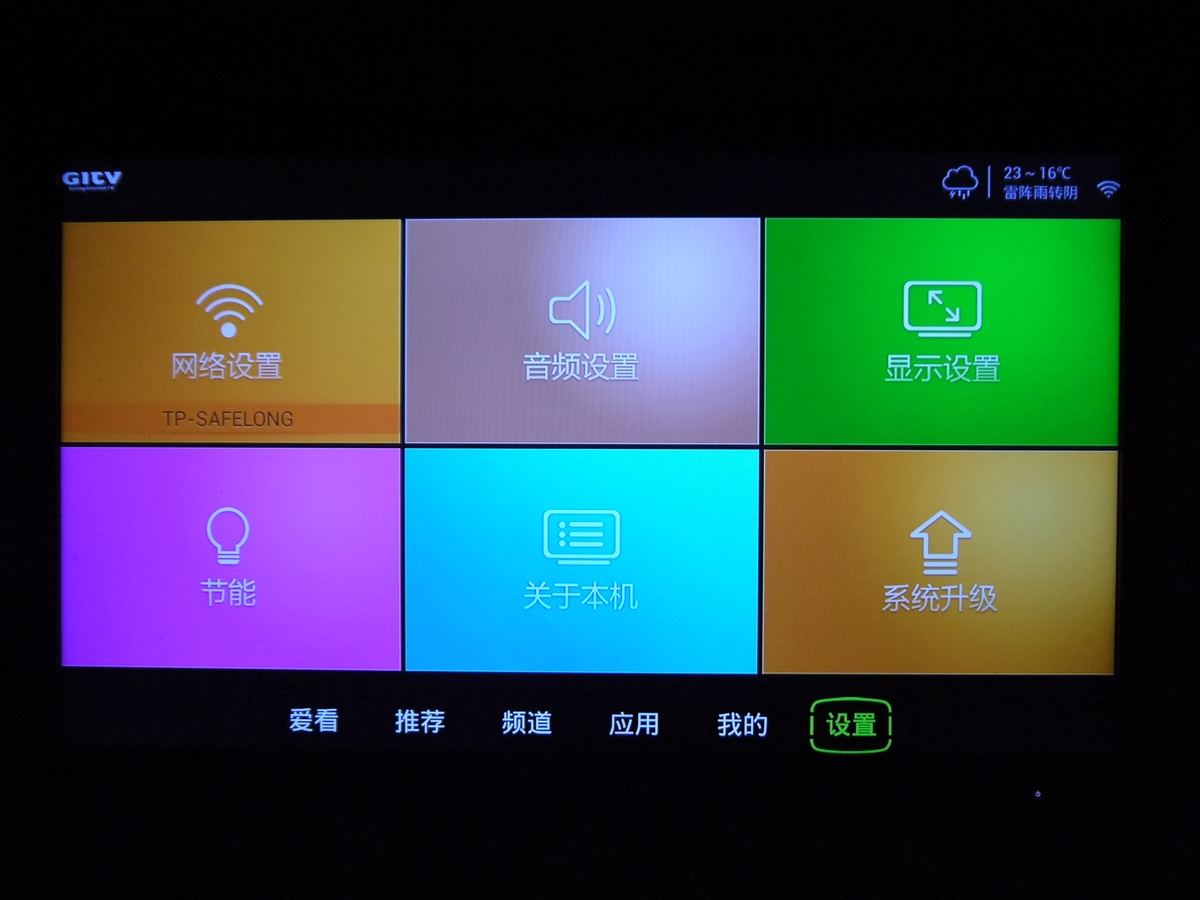 GITV
23~16℃
雷阵雨转阴
网络设置
TP-SAFELONG
音频设置
显示设置
节能
关于本机
系统升级
爱看 推荐 频道 应用 我的 设置